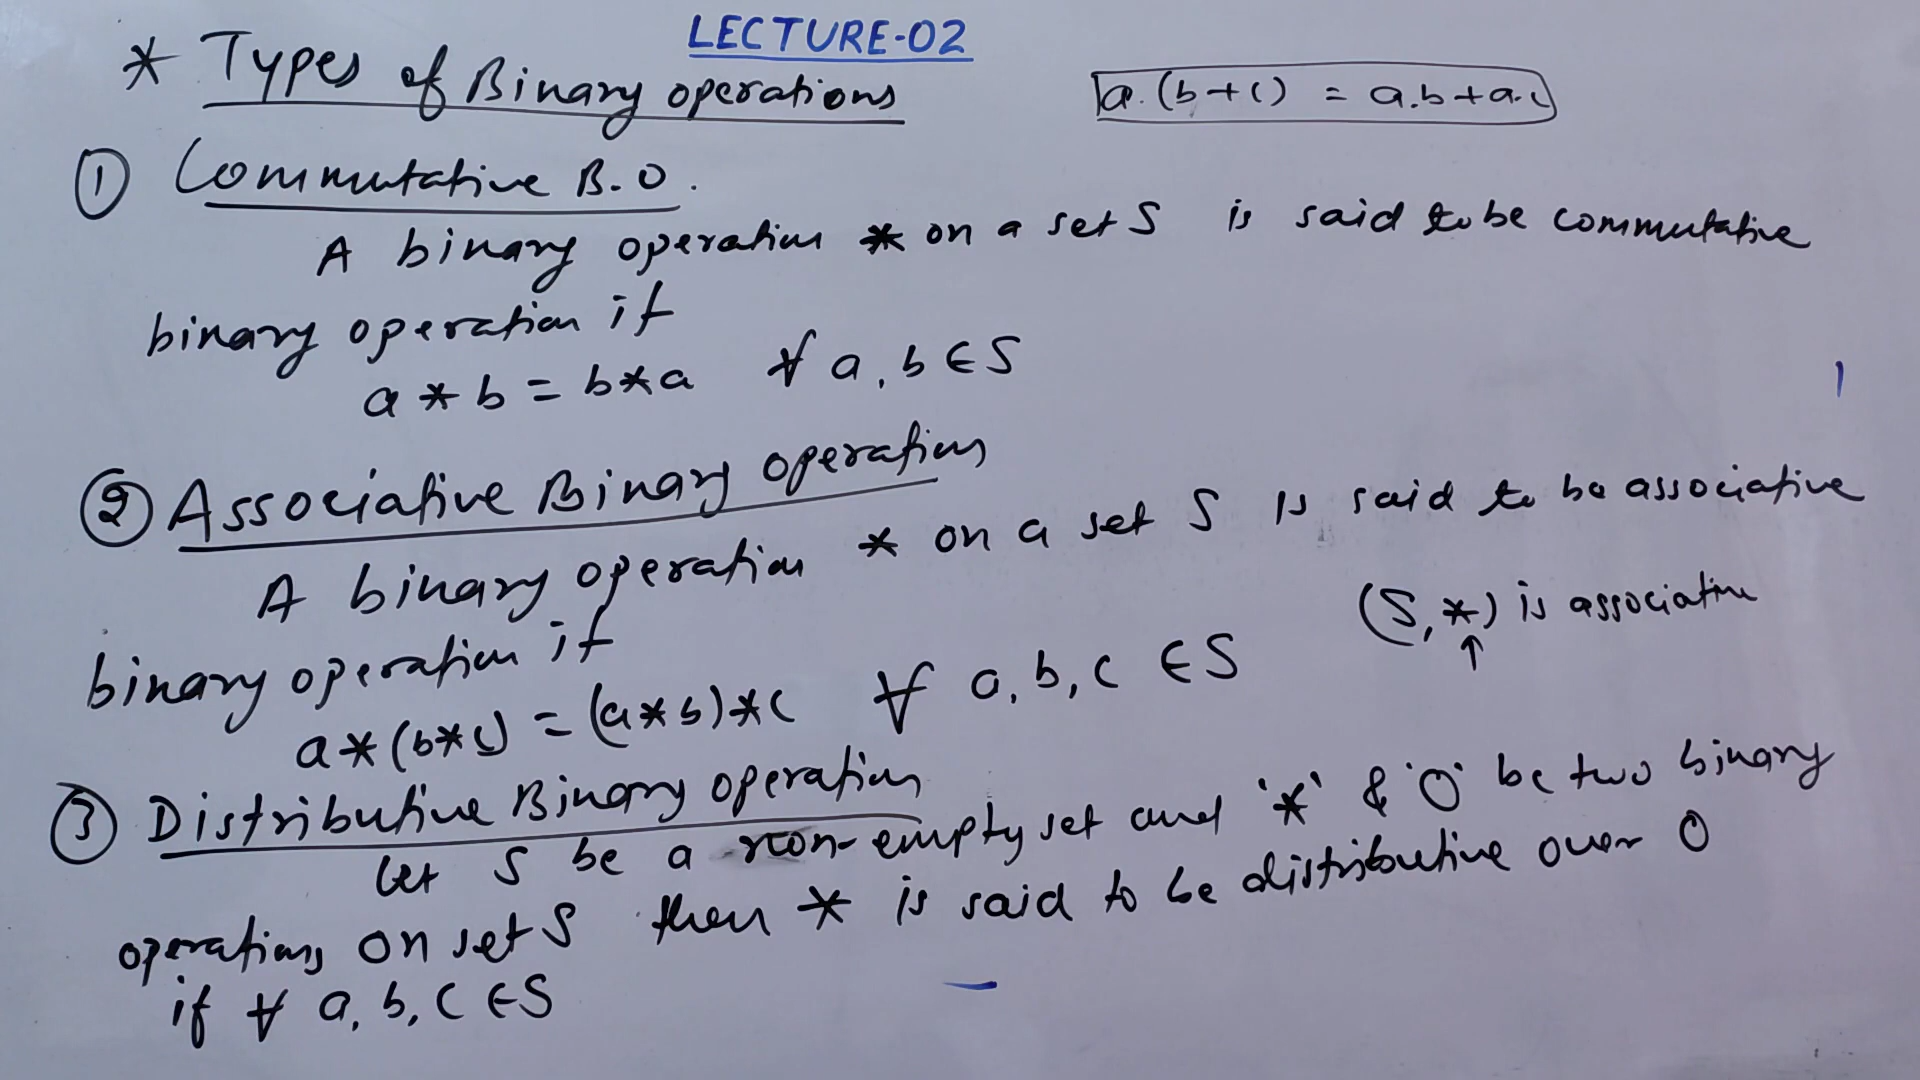 LECTURE-02
* Types of Binary operations
a.(b+c) = a.b+a.c
① Commutative B.O.
A binary operation * on a set S is said to be commutative
binary operation if
a * b = b*a ∀ a, b ∈ S
② Associative Binary operation
A binary operation * on a set S is said to be associative
binary operation if
(S, *) is associative
↑
a*(b*c) = (a*b)*c ∀ a, b, c ∈ S
③ Distributive Binary operation
Let S be a non-empty set and '*' & 'O' be two binary
operations on set S then * is said to be distributive over O
if ∀ a, b, c ∈ S